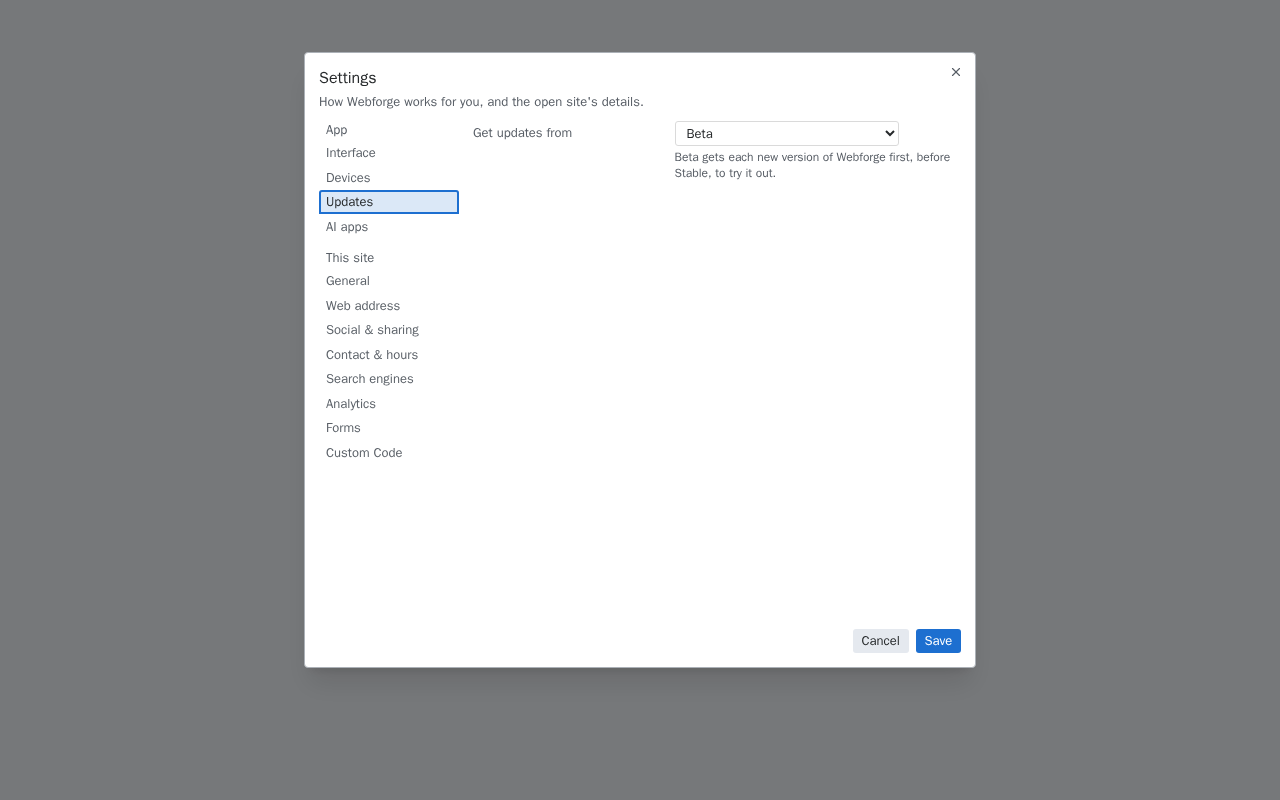 Settings
How Webforge works for you, and the open site's details.
App
Interface
Devices
Updates
AI apps
This site
General
Web address
Social & sharing
Contact & hours
Search engines
Analytics
Forms
Custom Code
Get updates from
Beta
Beta gets each new version of Webforge first, before
Stable, to try it out.
Cancel
Save